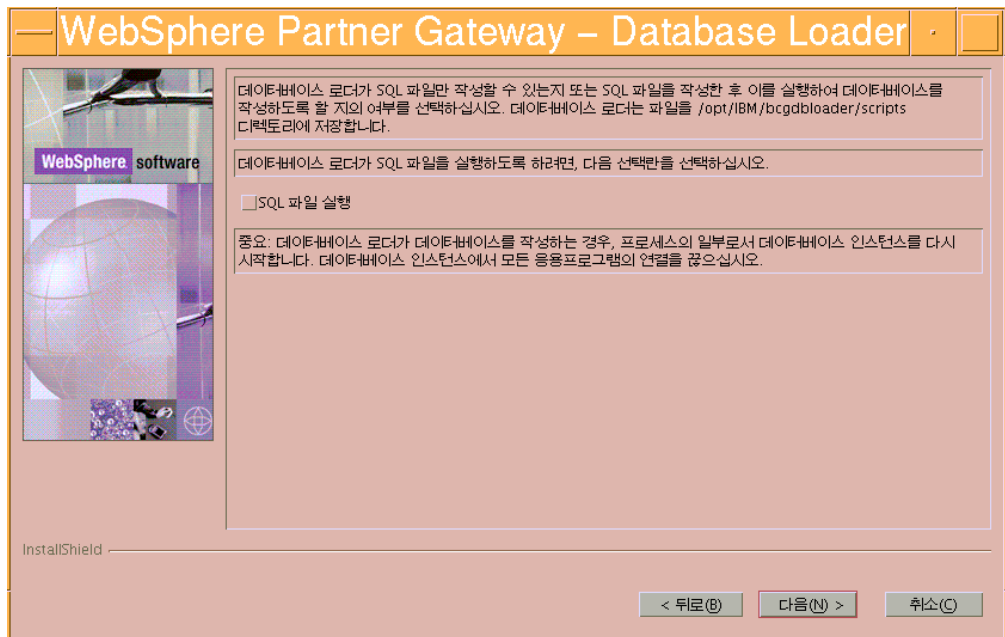 WebSphere Partner Gateway – Database Loader
데이터베이스 로더가 SQL 파일만 작성할 수 있는지 또는 SQL 파일을 작성한 후 이를 실행하여 데이터베이스를
작성하도록 할 지의 여부를 선택하십시오. 데이터베이스 로더는 파일을 /opt/IBM/bcgdbloader/scripts
디렉토리에 저장합니다.
WebSphere. software
데이터베이스 로더가 SQL 파일을 실행하도록 하려면, 다음 선택란을 선택하십시오.
SQL 파일 실행
중요: 데이터베이스 로더가 데이터베이스를 작성하는 경우, 프로세스의 일부로서 데이터베이스 인스턴스를 다시
시작합니다. 데이터베이스 인스턴스에서 모든 응용프로그램의 연결을 끊으십시오.
InstallShield
< 뒤로(B)
다음(N) >
취소(C)